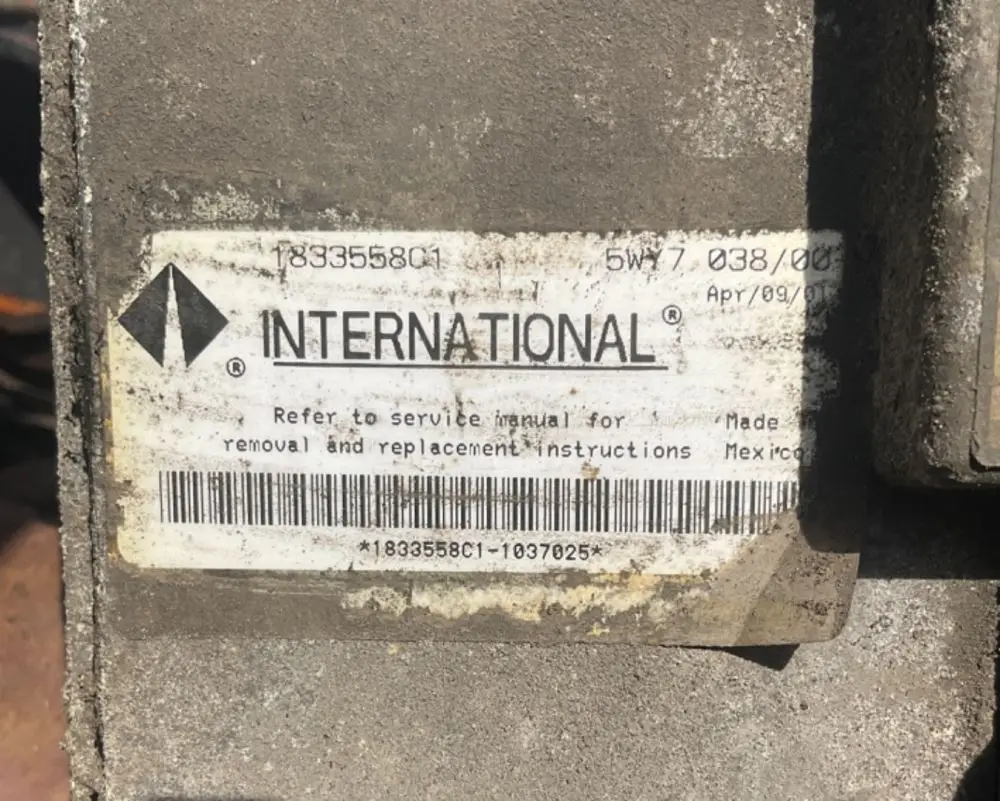 1833558C1 5WY7 038/00
Apr/09/01
INTERNATIONAL®
®
Refer to service manual for Made
removal and replacement instructions Mexico
*1833558C1-1037025*